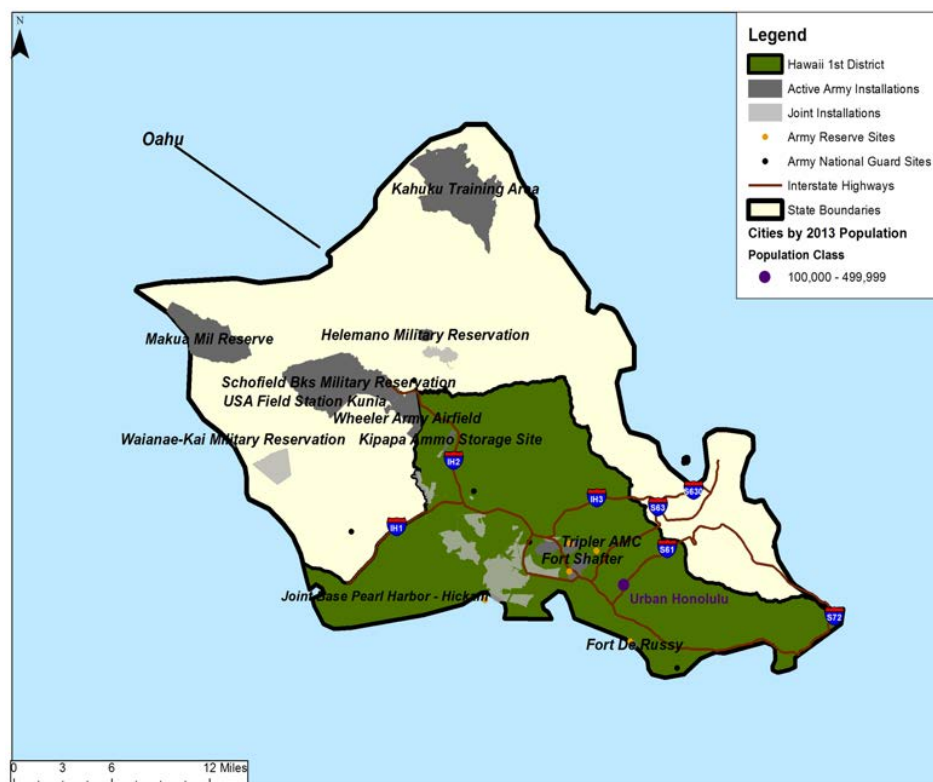 N
Legend
Hawaii 1st District
Active Army Installations
Joint Installations
Army Reserve Sites
Army National Guard Sites
Interstate Highways
State Boundaries
Cities by 2013 Population
Population Class
100,000 - 499,999
Oahu
Kahuku Training Area
Makua Mil Reserve
Helemano Military Reservation
Schofield Bks Military Reservation
USA Field Station Kunia
Wheeler Army Airfield
Waianae-Kai Military Reservation
Kipapa Ammo Storage Site
IH2
S630
IH3
S63
IH1
Tripler AMC
S61
Fort Shafter
Joint Base Pearl Harbor - Hickam
Urban Honolulu
S72
Fort De Russy
0 3 6 12 Miles